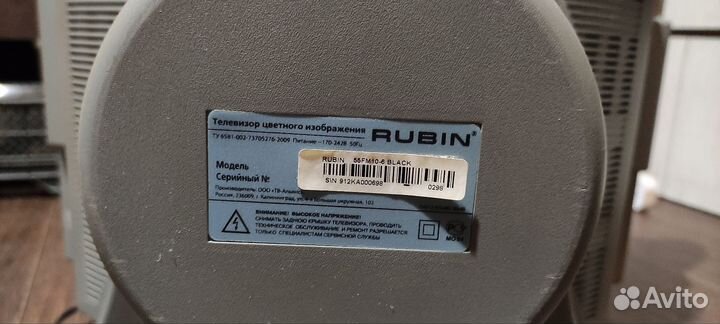 Телевизор цветного изображения RUBIN®
ТУ 6581-002-73705276-2009 Питание ~170-242В 50Гц
Модель
Серийный №
RUBIN 55FM10-6 BLACK
S\N 912KA000698 0296
Производитель: ООО «ТВ-Альянс»
Россия, 236009 г. Калининград, ул. Большая окружная, 102
ВНИМАНИЕ! ВЫСОКОЕ НАПРЯЖЕНИЕ!
СНИМАТЬ ЗАДНЮЮ КРЫШКУ ТЕЛЕВИЗОРА, ПРОВОДИТЬ
ТЕХНИЧЕСКОЕ ОБСЛУЖИВАНИЕ И РЕМОНТ РАЗРЕШАЕТСЯ
ТОЛЬКО СПЕЦИАЛИСТАМ СЕРВИСНОЙ СЛУЖБЫ
Avito